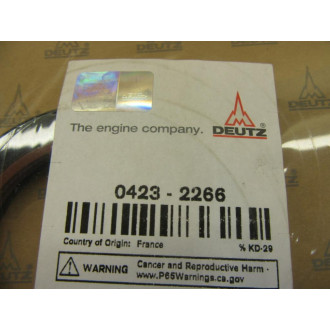 DEUTZ
The engine company.
DEUTZ
0423 - 2266
Country of Origin: France
% KD-29
WARNING
Cancer and Reproductive Harm -
www.P65Warnings.ca.gov